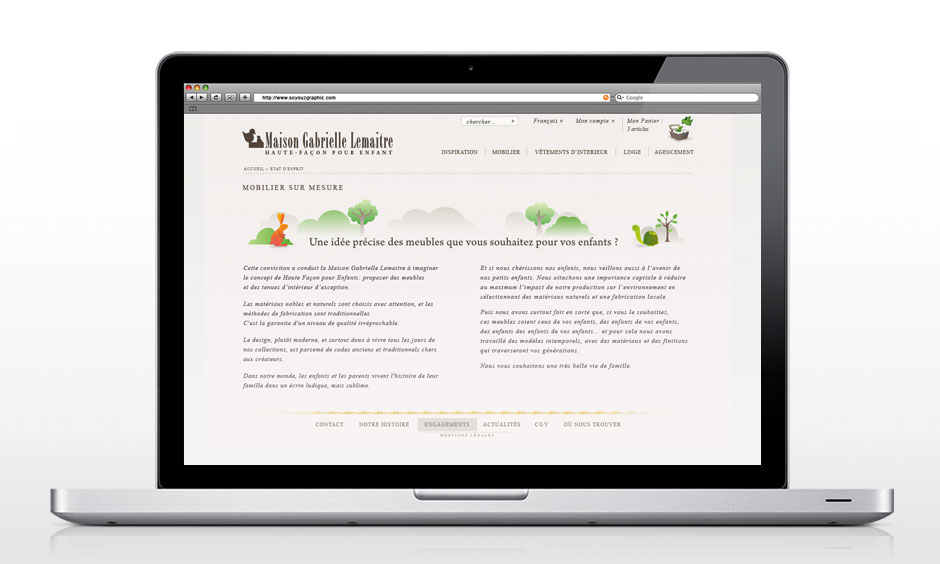 http://www.soyouzgraphic.com
Google
chercher...
Français
Mon compte
Mon Panier :
5 articles
Maison Gabrielle Lemaitre
HAUTE-FAÇON POUR ENFANT
INSPIRATION
MOBILIER
VÊTEMENTS D'INTERIEUR
LINGE
AGENCEMENT
ACCUEIL > ETAT D'ESPRIT
MOBILIER SUR MESURE
Une idée précise des meubles que vous souhaitez pour vos enfants ?
Cette conviction a conduit la Maison Gabrielle Lemaitre à imaginer
le concept de Haute Façon pour Enfants: proposer des meubles
et des tenues d'intérieur d'exception.
Les matériaux nobles et naturels sont choisis avec attention, et les
méthodes de fabrication sont traditionnelles.
C'est la garantie d'un niveau de qualité irréprochable.
Le design, plutôt moderne, et surtout doux à vivre tous les jours de
nos collections, est parsemé de codes anciens et traditionnels chers
aux créateurs.
Dans notre monde, les enfants et les parents vivent l'histoire de leur
famille dans un écrin ludique, mais sublime.
Et si nous chérissons nos enfants, nous veillons aussi à l'avenir de
nos petits enfants. Nous attachons une importance capitale à réduire
au maximum l'impact de notre production sur l'environnement en
sélectionnant des matériaux naturels et une fabrication locale.
Puis nous avons surtout fait en sorte que, si vous le souhaitiez,
ces meubles soient ceux de vos enfants, des enfants de vos enfants,
des enfants des enfants de vos enfants... et pour cela nous avons
travaillé des modèles intemporels, avec des matériaux et des finitions
qui traverseront vos générations.
Nous vous souhaitons une très belle vie de famille.
CONTACT
NOTRE HISTOIRE
ENGAGEMENTS
ACTUALITÉS
CGV
OÙ NOUS TROUVER
MENTIONS LÉGALES